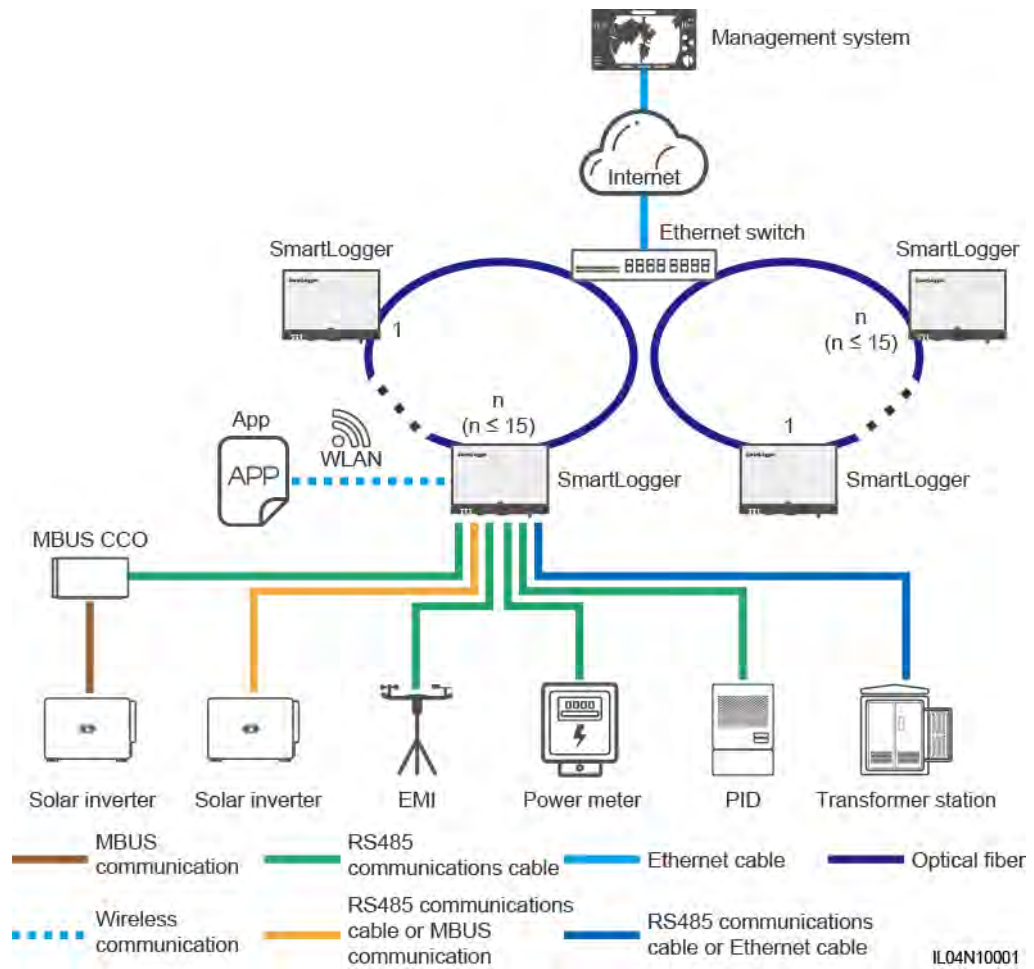 Management system
Internet
Ethernet switch
SmartLogger
SmartLogger
1
n
(n ≤ 15)
n
(n ≤ 15)
1
App
APP
WLAN
SmartLogger
SmartLogger
MBUS CCO
Solar inverter
Solar inverter
EMI
Power meter
PID
Transformer station
MBUS
communication
RS485
communications cable
Ethernet cable
Optical fiber
Wireless
communication
RS485 communications
cable or MBUS
communication
RS485 communications
cable or Ethernet cable
IL04N10001